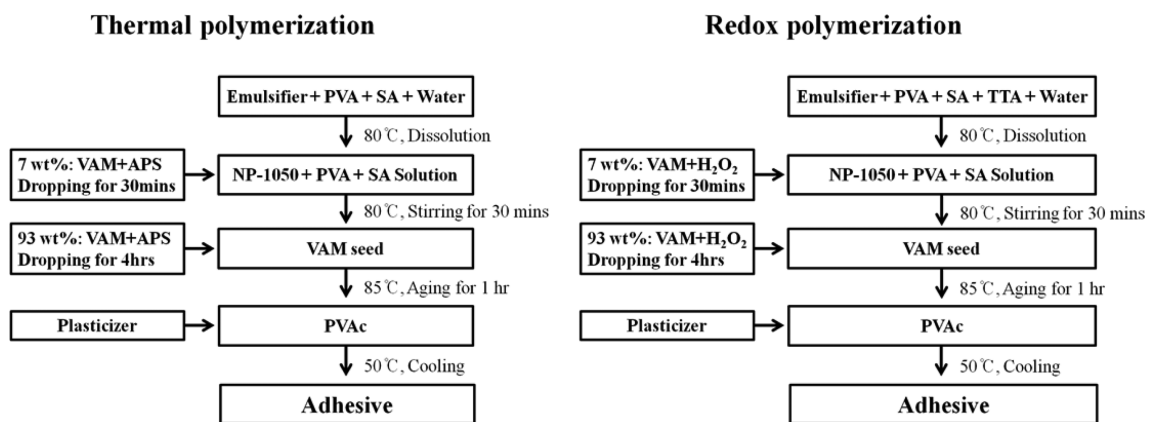 Thermal polymerization
Emulsifier + PVA + SA + Water
80℃, Dissolution
7 wt%: VAM+APS
Dropping for 30mins
NP-1050 + PVA + SA Solution
80℃, Stirring for 30 mins
93 wt%: VAM+APS
Dropping for 4hrs
VAM seed
85℃, Aging for 1 hr
Plasticizer
PVAc
50℃, Cooling
Adhesive
Redox polymerization
Emulsifier + PVA + SA + TTA + Water
80℃, Dissolution
7 wt%: VAM+H₂O₂
Dropping for 30mins
NP-1050 + PVA + SA Solution
80℃, Stirring for 30 mins
93 wt%: VAM+H₂O₂
Dropping for 4hrs
VAM seed
85℃, Aging for 1 hr
Plasticizer
PVAc
50℃, Cooling
Adhesive